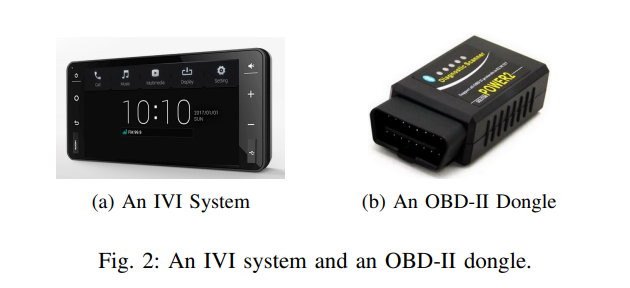 Call Music Multimedia Display Setting
10:10
2017/01/01
SUN
FM 99.6
Diagnostic Scanner
POWER2
(a) An IVI System
(b) An OBD-II Dongle
Fig. 2: An IVI system and an OBD-II dongle.